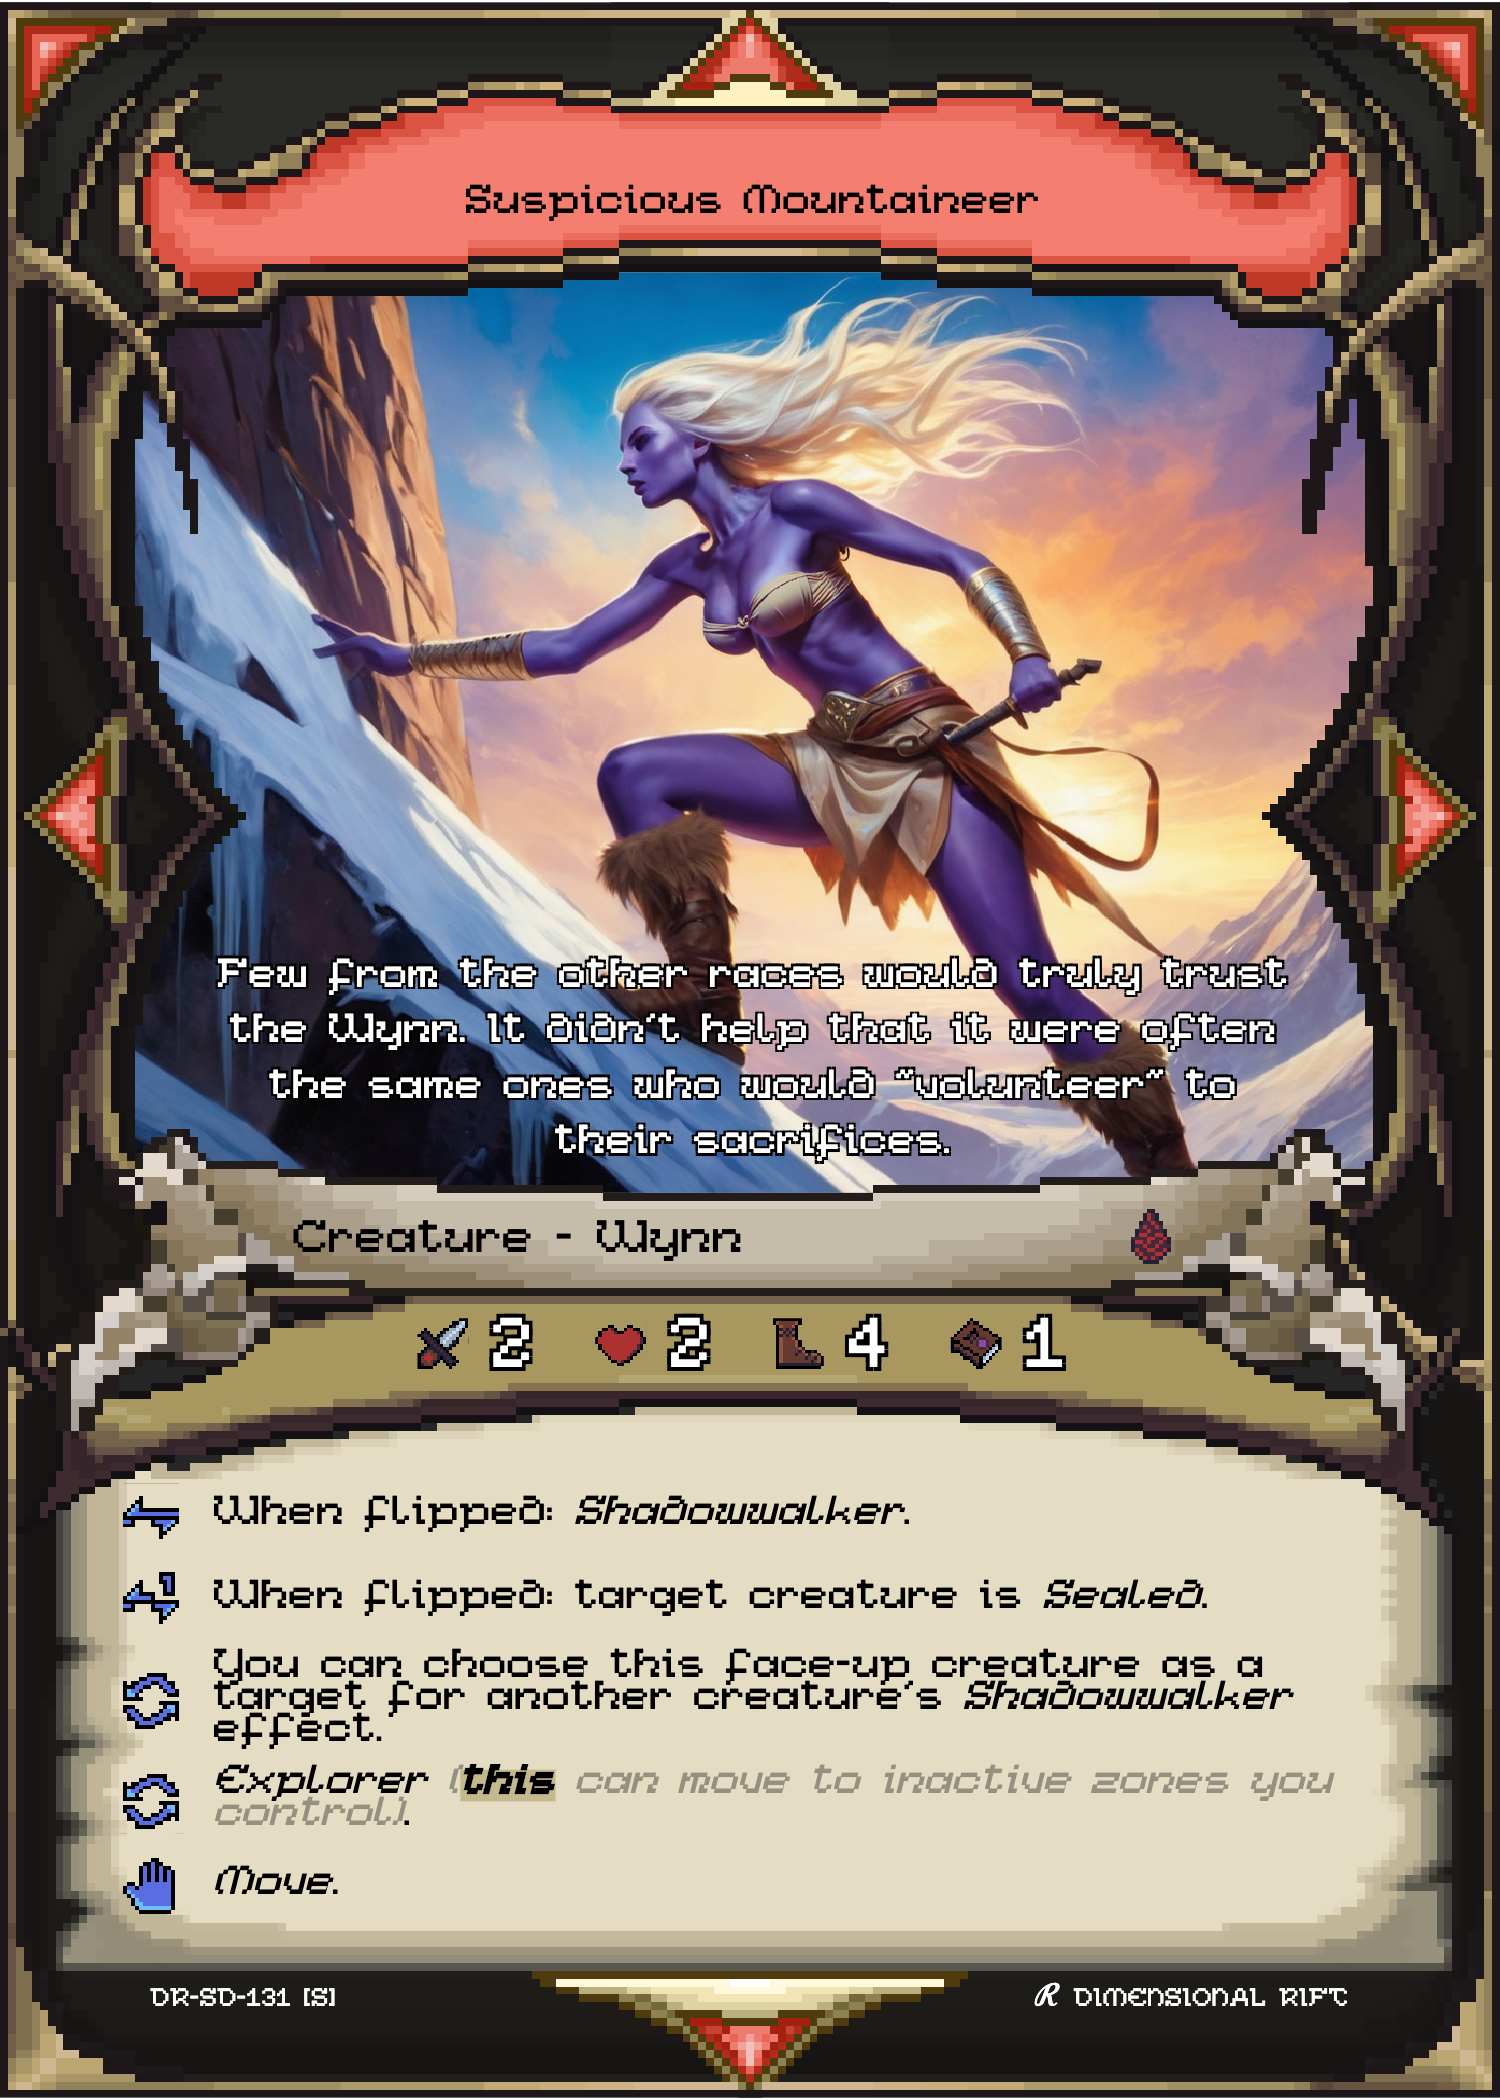 Suspicious Mountaineer
Few from the other races would truly trust
the Wynn. It didn't help that it were often
the same ones who would "volunteer" to
their sacrifices.
Creature - Wynn
2 2 4 1
When flipped: Shadowwalker.
When flipped: target creature is Sealed.
You can choose this face-up creature as a
target for another creature's Shadowwalker
effect.
Explorer (this can move to inactive zones you
control).
Move.
DR-SD-131 [S]
R DIMENSIONAL RIFT